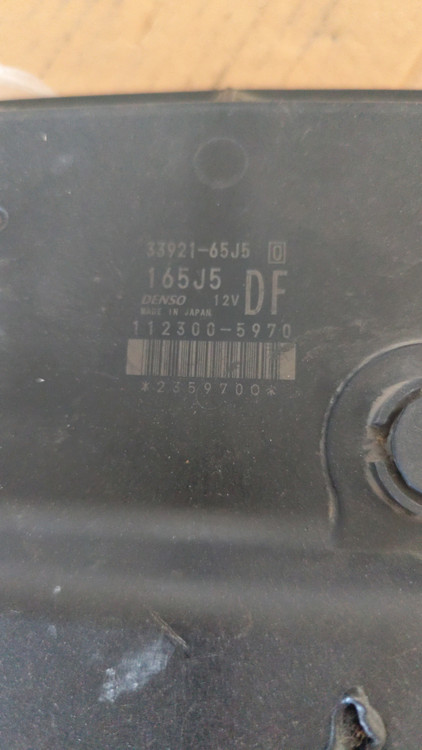 33921-65J5 0
165J5 DF
DENSO 12V
MADE IN JAPAN
112300-5970
*2359700*